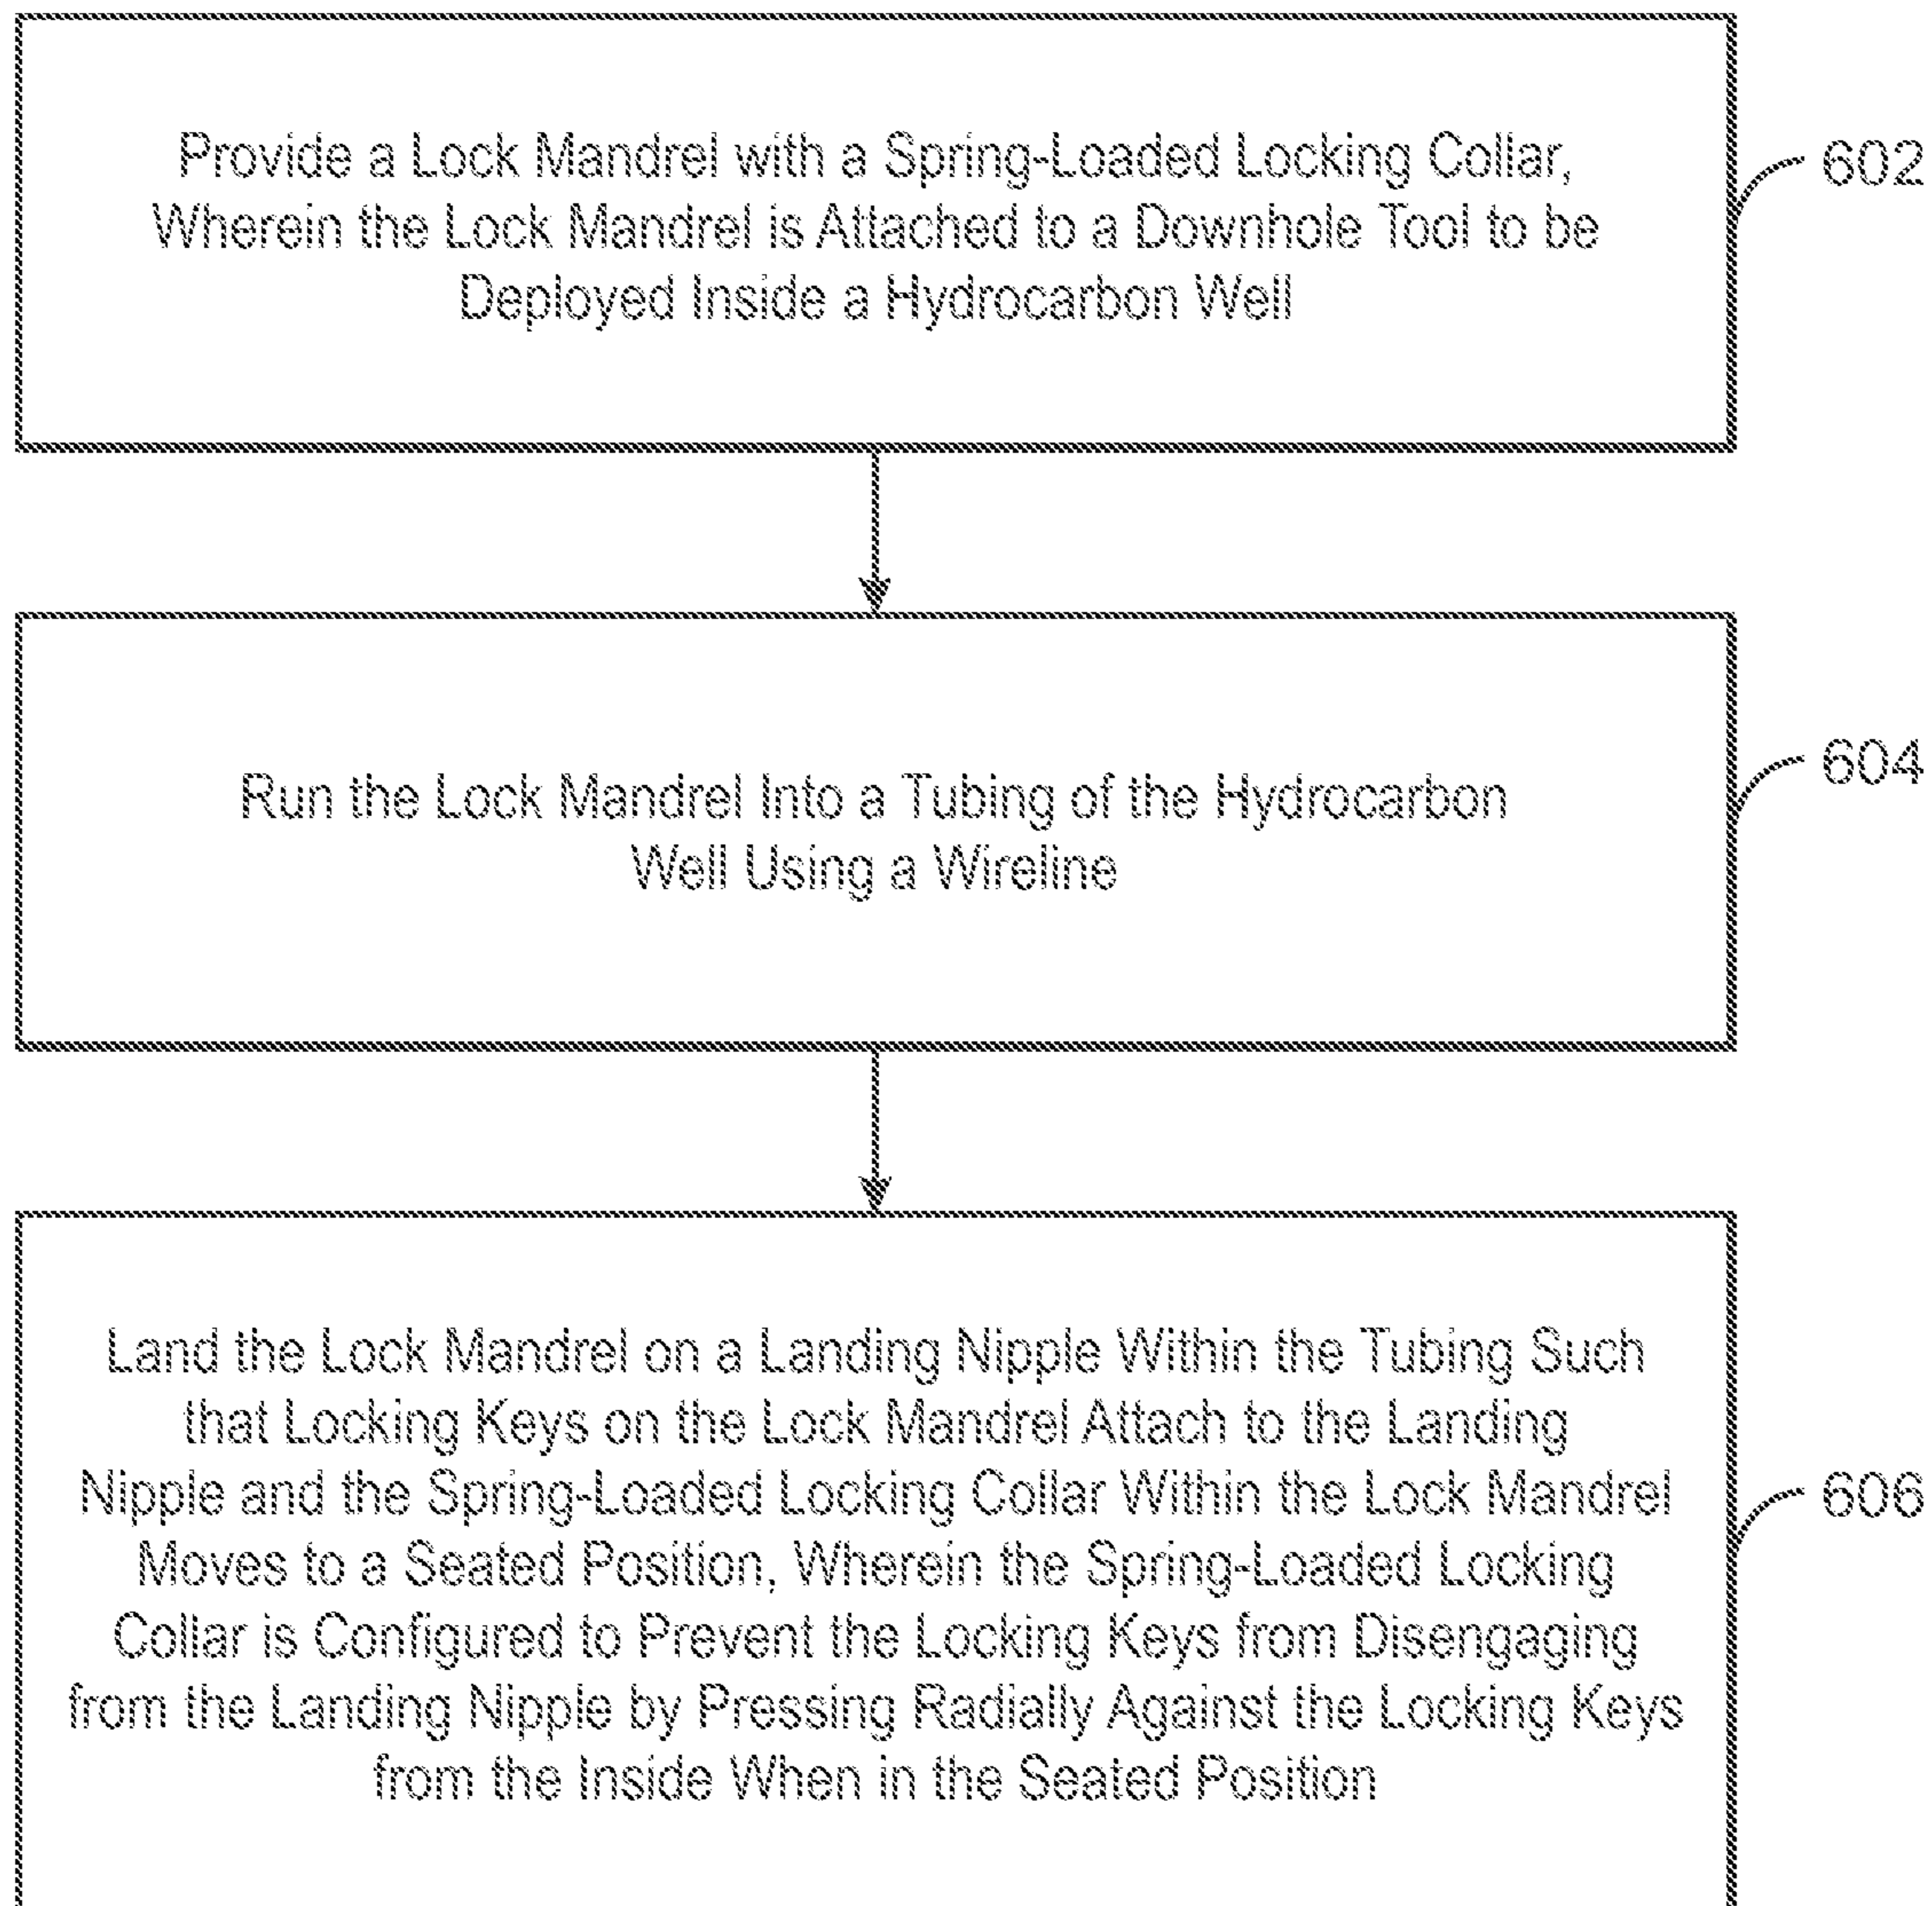 Provide a Lock Mandrel with a Spring-Loaded Locking Collar,
Wherein the Lock Mandrel is Attached to a Downhole Tool to be
Deployed Inside a Hydrocarbon Well
602
Run the Lock Mandrel Into a Tubing of the Hydrocarbon
Well Using a Wireline
604
Land the Lock Mandrel on a Landing Nipple Within the Tubing Such
that Locking Keys on the Lock Mandrel Attach to the Landing
Nipple and the Spring-Loaded Locking Collar Within the Lock Mandrel
Moves to a Seated Position, Wherein the Spring-Loaded Locking
Collar is Configured to Prevent the Locking Keys from Disengaging
from the Landing Nipple by Pressing Radially Against the Locking Keys
from the Inside When in the Seated Position
606